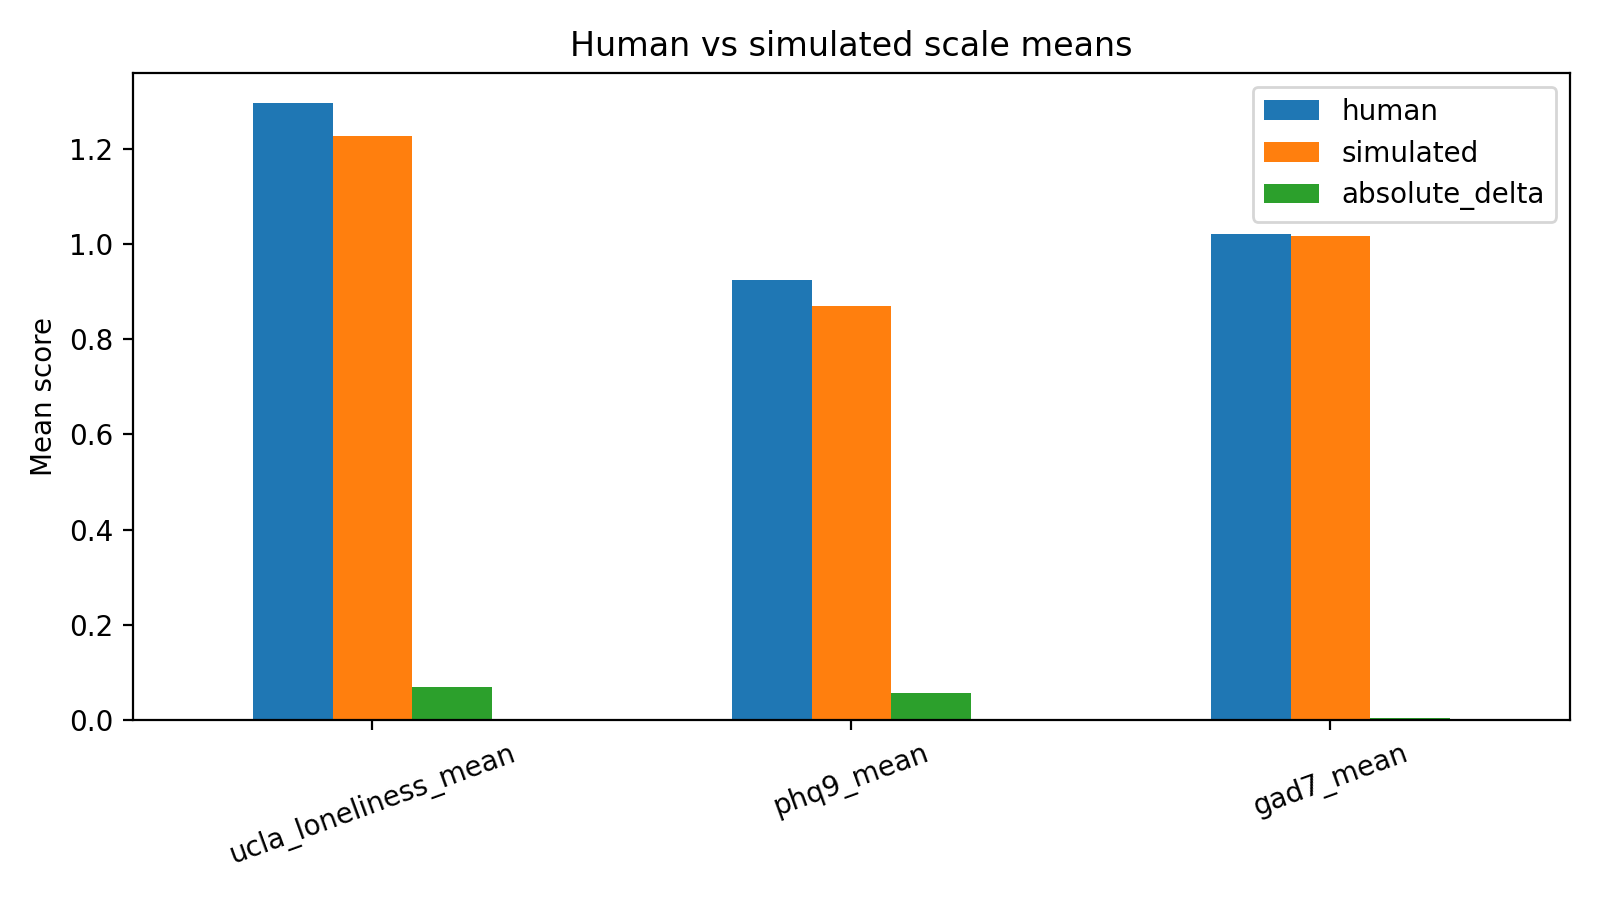 Human vs simulated scale means
human
simulated
absolute_delta
Mean score
1.2
1.0
0.8
0.6
0.4
0.2
0.0
ucla_loneliness_mean
phq9_mean
gad7_mean